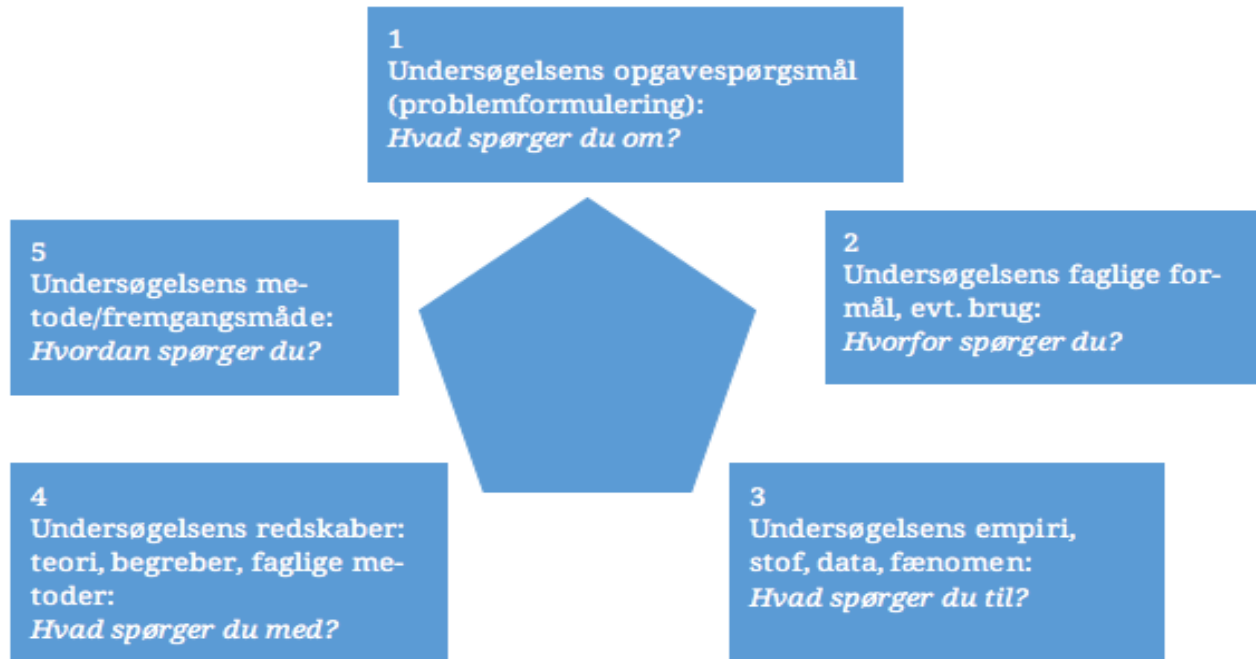 1
Undersøgelsens opgavespørgsmål
(problemformulering):
Hvad spørger du om?
2
Undersøgelsens faglige for-
mål, evt. brug:
Hvorfor spørger du?
3
Undersøgelsens empiri,
stof, data, fænomen:
Hvad spørger du til?
4
Undersøgelsens redskaber:
teori, begreber, faglige me-
toder:
Hvad spørger du med?
5
Undersøgelsens me-
tode/fremgangsmåde:
Hvordan spørger du?